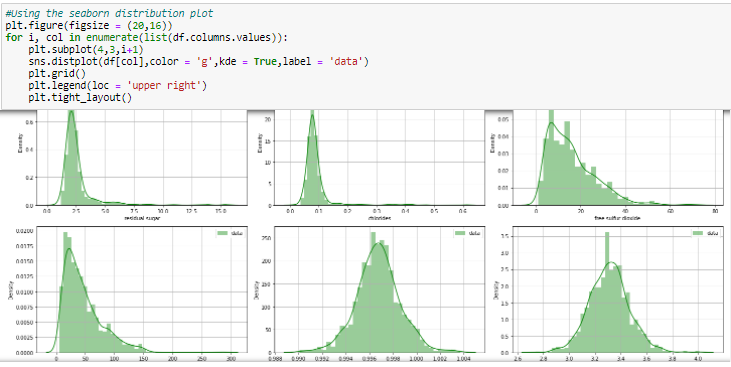 #Using the seaborn distribution plot
plt.figure(figsize = (20,16))
for i, col in enumerate(list(df.columns.values)):
    plt.subplot(4,3,i+1)
    sns.distplot(df[col],color = 'g',kde = True,label = 'data')
    plt.grid()
    plt.legend(loc = 'upper right')
    plt.tight_layout()
0.6 0.4 0.2 0.0 Density
0.0 2.5 5.0 7.5 10.0 12.5 15.0
residual sugar
20 15 10 5 0 Density
0.0 0.1 0.2 0.3 0.4 0.5 0.6
chlorides
0.05 0.04 0.03 0.02 0.01 0.00 Density
0 20 40 60 80
free sulfur dioxide
0.0200 0.0175 0.0150 0.0125 0.0100 0.0075 0.0050 0.0025 0.0000 Density
data
0 50 100 150 200 250 300
250 200 150 100 50 0 Density
data
0.988 0.990 0.992 0.994 0.996 0.998 1.000 1.002 1.004
3.5 3.0 2.5 2.0 1.5 1.0 0.5 0.0 Density
data
2.6 2.8 3.0 3.2 3.4 3.6 3.8 4.0